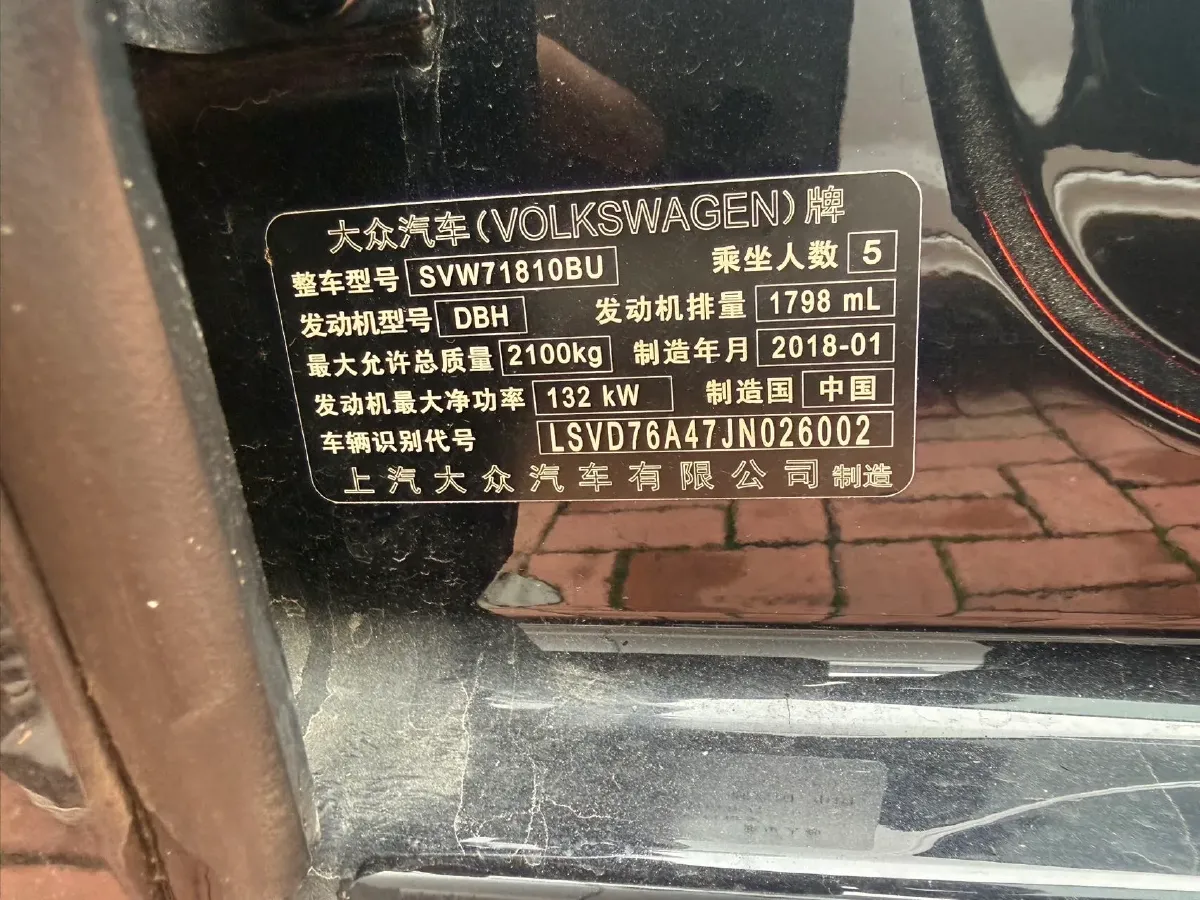 大众汽车(VOLKSWAGEN)牌
整车型号 SVW71810BU 乘坐人数 5
发动机型号 DBH 发动机排量 1798 mL
最大允许总质量 2100kg 制造年月 2018-01
发动机最大净功率 132 kW 制造国 中国
车辆识别代号 LSVD76A47JN026002
上汽大众汽车有限公司制造